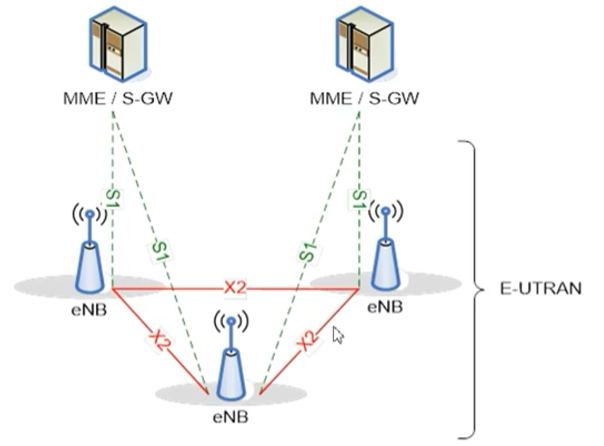 MME / S-GW
MME / S-GW
S1
S1
S1
S1
X2
E-UTRAN
eNB
eNB
X2
X2
eNB